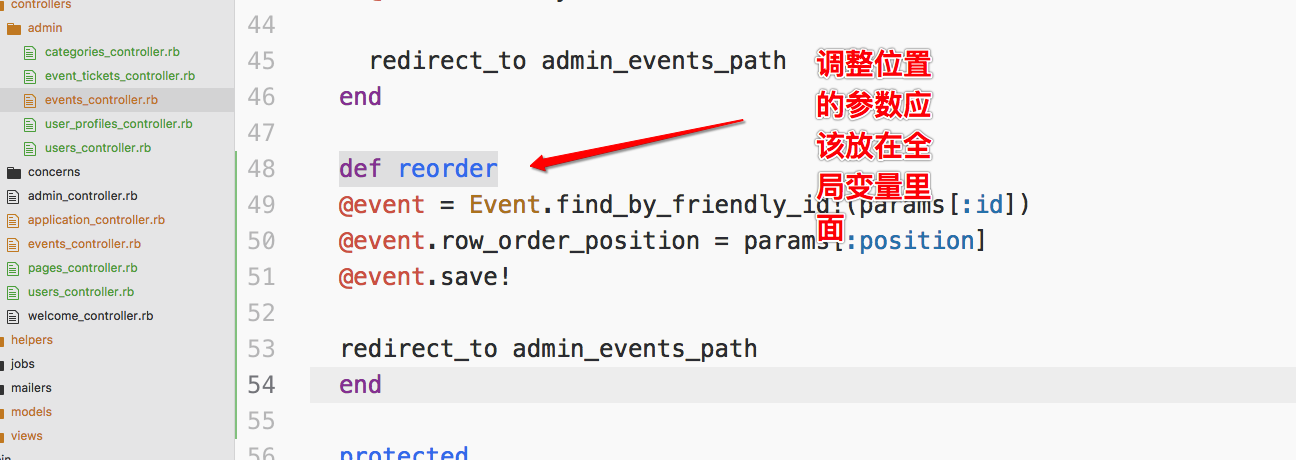 controllers
admin
categories_controller.rb
event_tickets_controller.rb
events_controller.rb
user_profiles_controller.rb
users_controller.rb
concerns
admin_controller.rb
application_controller.rb
events_controller.rb
pages_controller.rb
users_controller.rb
welcome_controller.rb
helpers
jobs
mailers
models
views
44
45 redirect_to admin_events_path
46 end
47
48 def reorder
49 @event = Event.find_by_friendly_id!(params[:id])
50 @event.row_order_position = params[:position]
51 @event.save!
52
53 redirect_to admin_events_path
54 end
55
56 protected
调整位置
的参数应
该放在全
局变量里
面